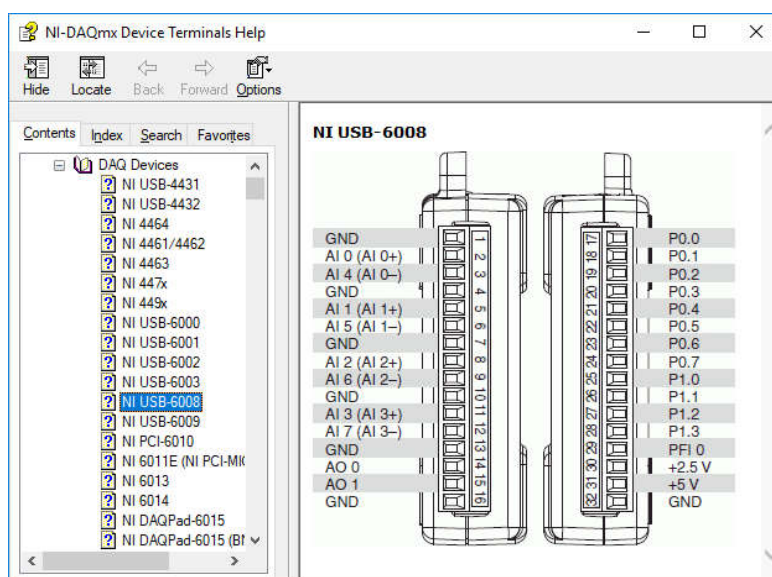 NI-DAQmx Device Terminals Help
Hide Locate Back Forward Options
Contents Index Search Favorites
DAQ Devices
NI USB-4431
NI USB-4432
NI 4464
NI 4461/4462
NI 4463
NI 447x
NI 449x
NI USB-6000
NI USB-6001
NI USB-6002
NI USB-6003
NI USB-6008
NI USB-6009
NI PCI-6010
NI 6011E (NI PCI-MI
NI 6013
NI 6014
NI DAQPad-6015
NI DAQPad-6015 (B
NI USB-6008
GND 1 17 P0.0
AI 0 (AI 0+) 2 18 P0.1
AI 4 (AI 0–) 3 19 P0.2
GND 4 20 P0.3
AI 1 (AI 1+) 5 21 P0.4
AI 5 (AI 1–) 6 22 P0.5
GND 7 23 P0.6
AI 2 (AI 2+) 8 24 P0.7
AI 6 (AI 2–) 9 25 P1.0
GND 10 26 P1.1
AI 3 (AI 3+) 11 27 P1.2
AI 7 (AI 3–) 12 28 P1.3
GND 13 29 PFI 0
AO 0 14 30 +2.5 V
AO 1 15 31 +5 V
GND 16 32 GND